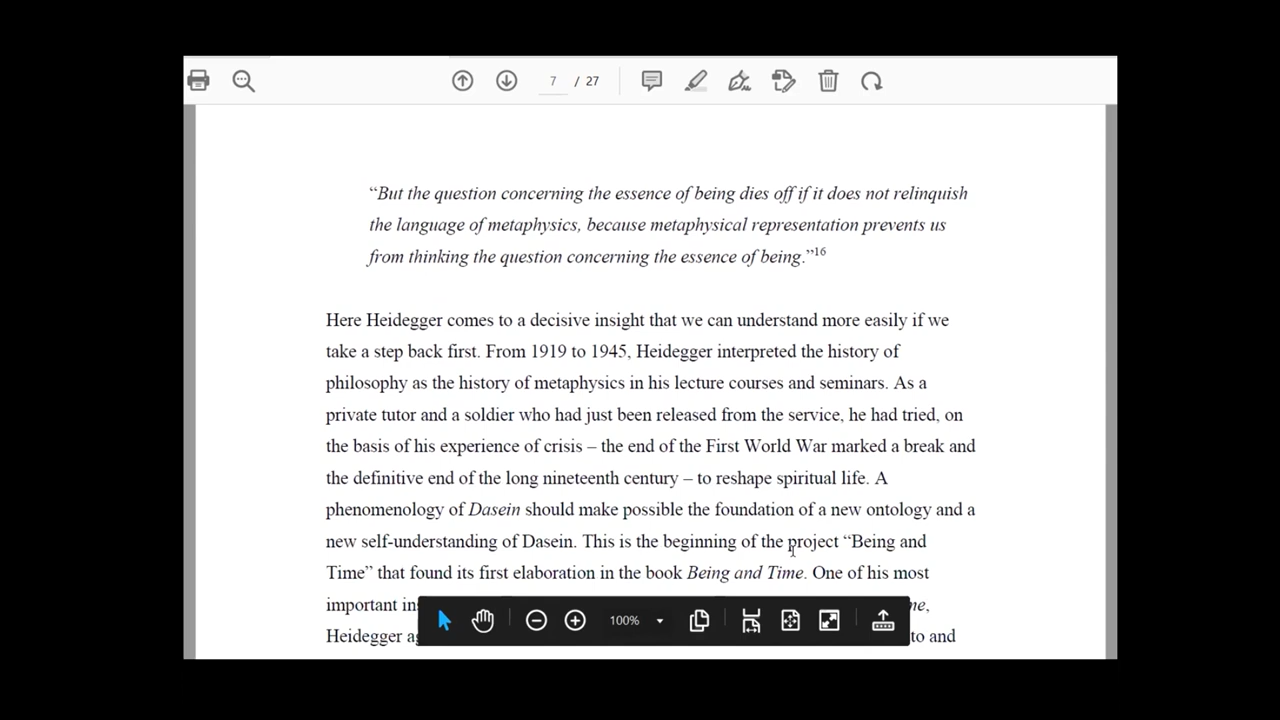 7 / 27
“But the question concerning the essence of being dies off if it does not relinquish
the language of metaphysics, because metaphysical representation prevents us
from thinking the question concerning the essence of being.”16
Here Heidegger comes to a decisive insight that we can understand more easily if we
take a step back first. From 1919 to 1945, Heidegger interpreted the history of
philosophy as the history of metaphysics in his lecture courses and seminars. As a
private tutor and a soldier who had just been released from the service, he had tried, on
the basis of his experience of crisis – the end of the First World War marked a break and
the definitive end of the long nineteenth century – to reshape spiritual life. A
phenomenology of Dasein should make possible the foundation of a new ontology and a
new self-understanding of Dasein. This is the beginning of the project “Being and
Time” that found its first elaboration in the book Being and Time. One of his most
important
Heidegger to and
100%